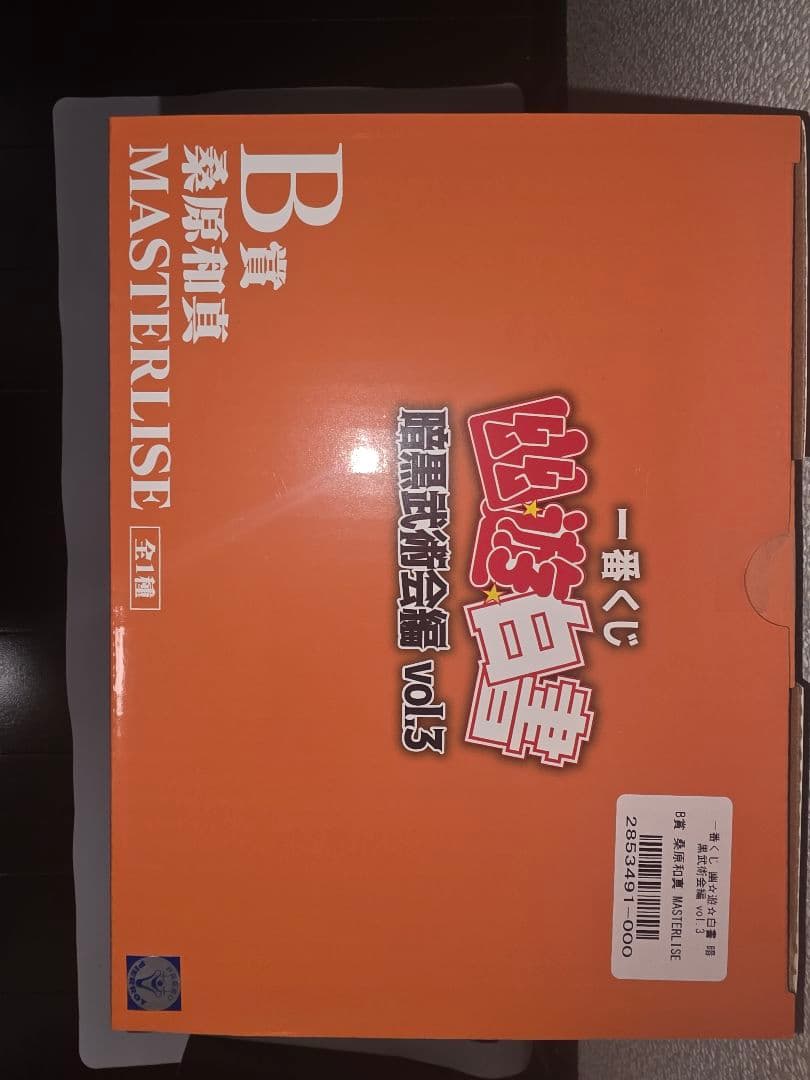 一番くじ
幽遊白書
暗黒武術会編 vol.3
B賞
桑原和真
MASTERLISE
全1種
一番くじ 幽☆遊☆白書 暗
黒武術会編 vol.3
B賞 桑原和真 MASTERLISE
2853491-000
PIERROT